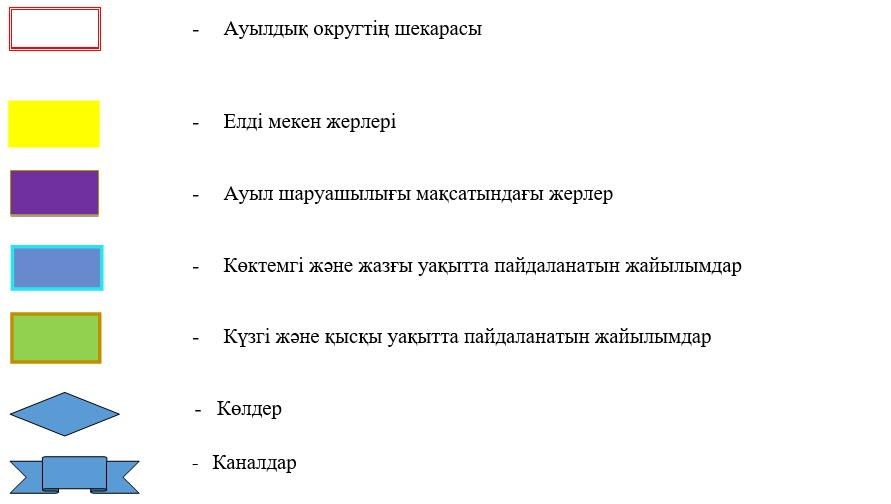 - Ауылдық округтің шекарасы
- Елді мекен жерлері
- Ауыл шаруашылығы мақсатындағы жерлер
- Көктемгі және жазғы уақытта пайдаланатын жайылымдар
- Күзгі және қысқы уақытта пайдаланатын жайылымдар
- Көлдер
- Каналдар